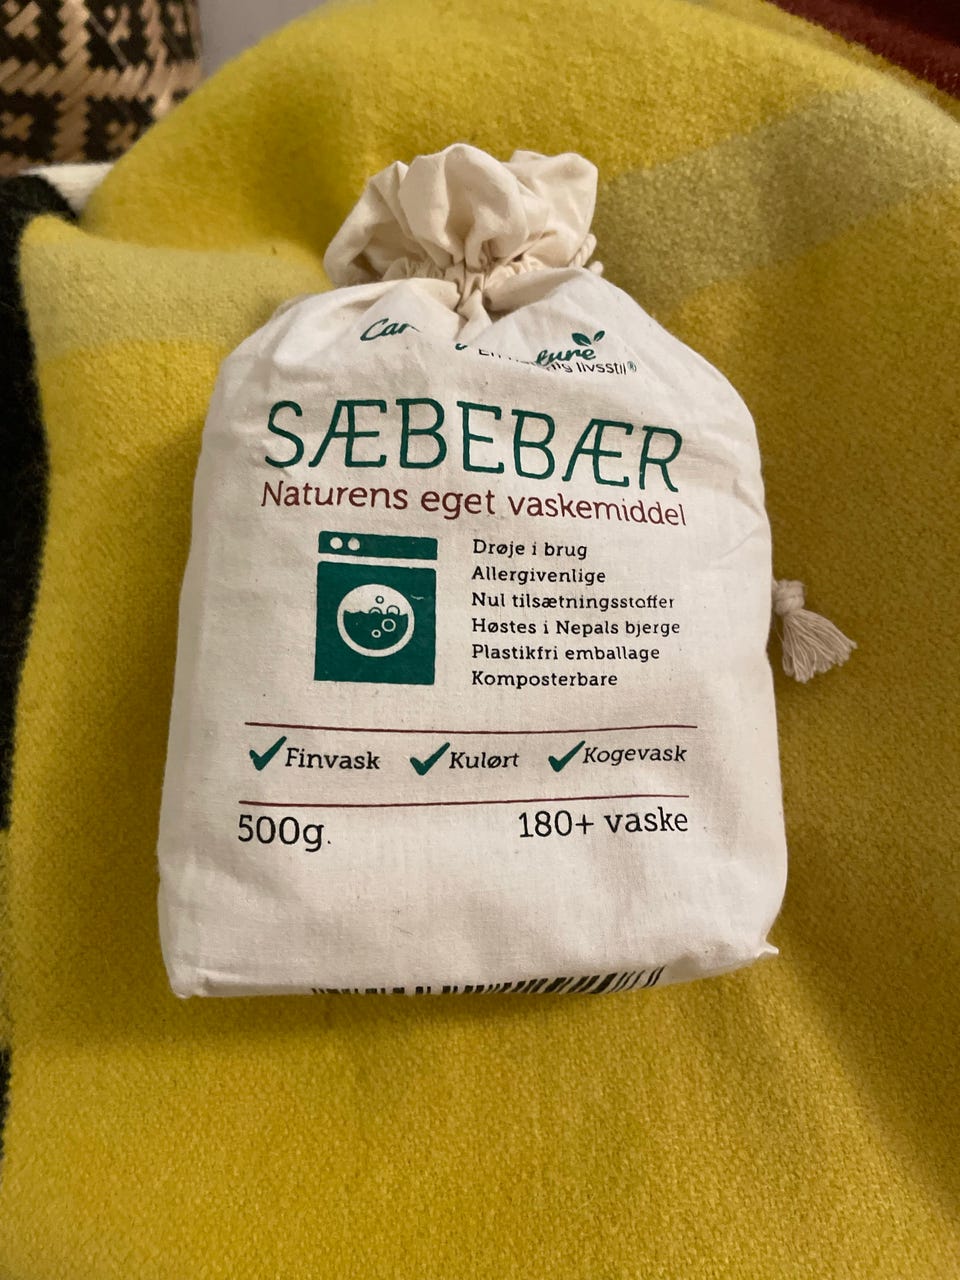 livsstil®
SÆBEBÆR
Naturens eget vaskemiddel
Drøje i brug
Allergivenlige
Nul tilsætningsstoffer
Høstes i Nepals bjerge
Plastikfri emballage
Komposterbare
Finvask Kulørt Kogevask
500g. 180+ vaske